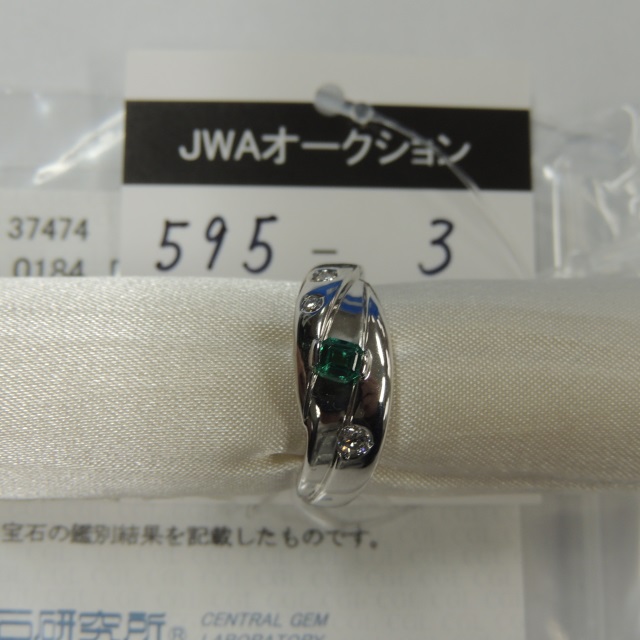 JWAオークション
595 - 3
37474
0184
宝石の鑑別結果を記載したものです。
石研究所®
CENTRAL GEM
LABORATORY